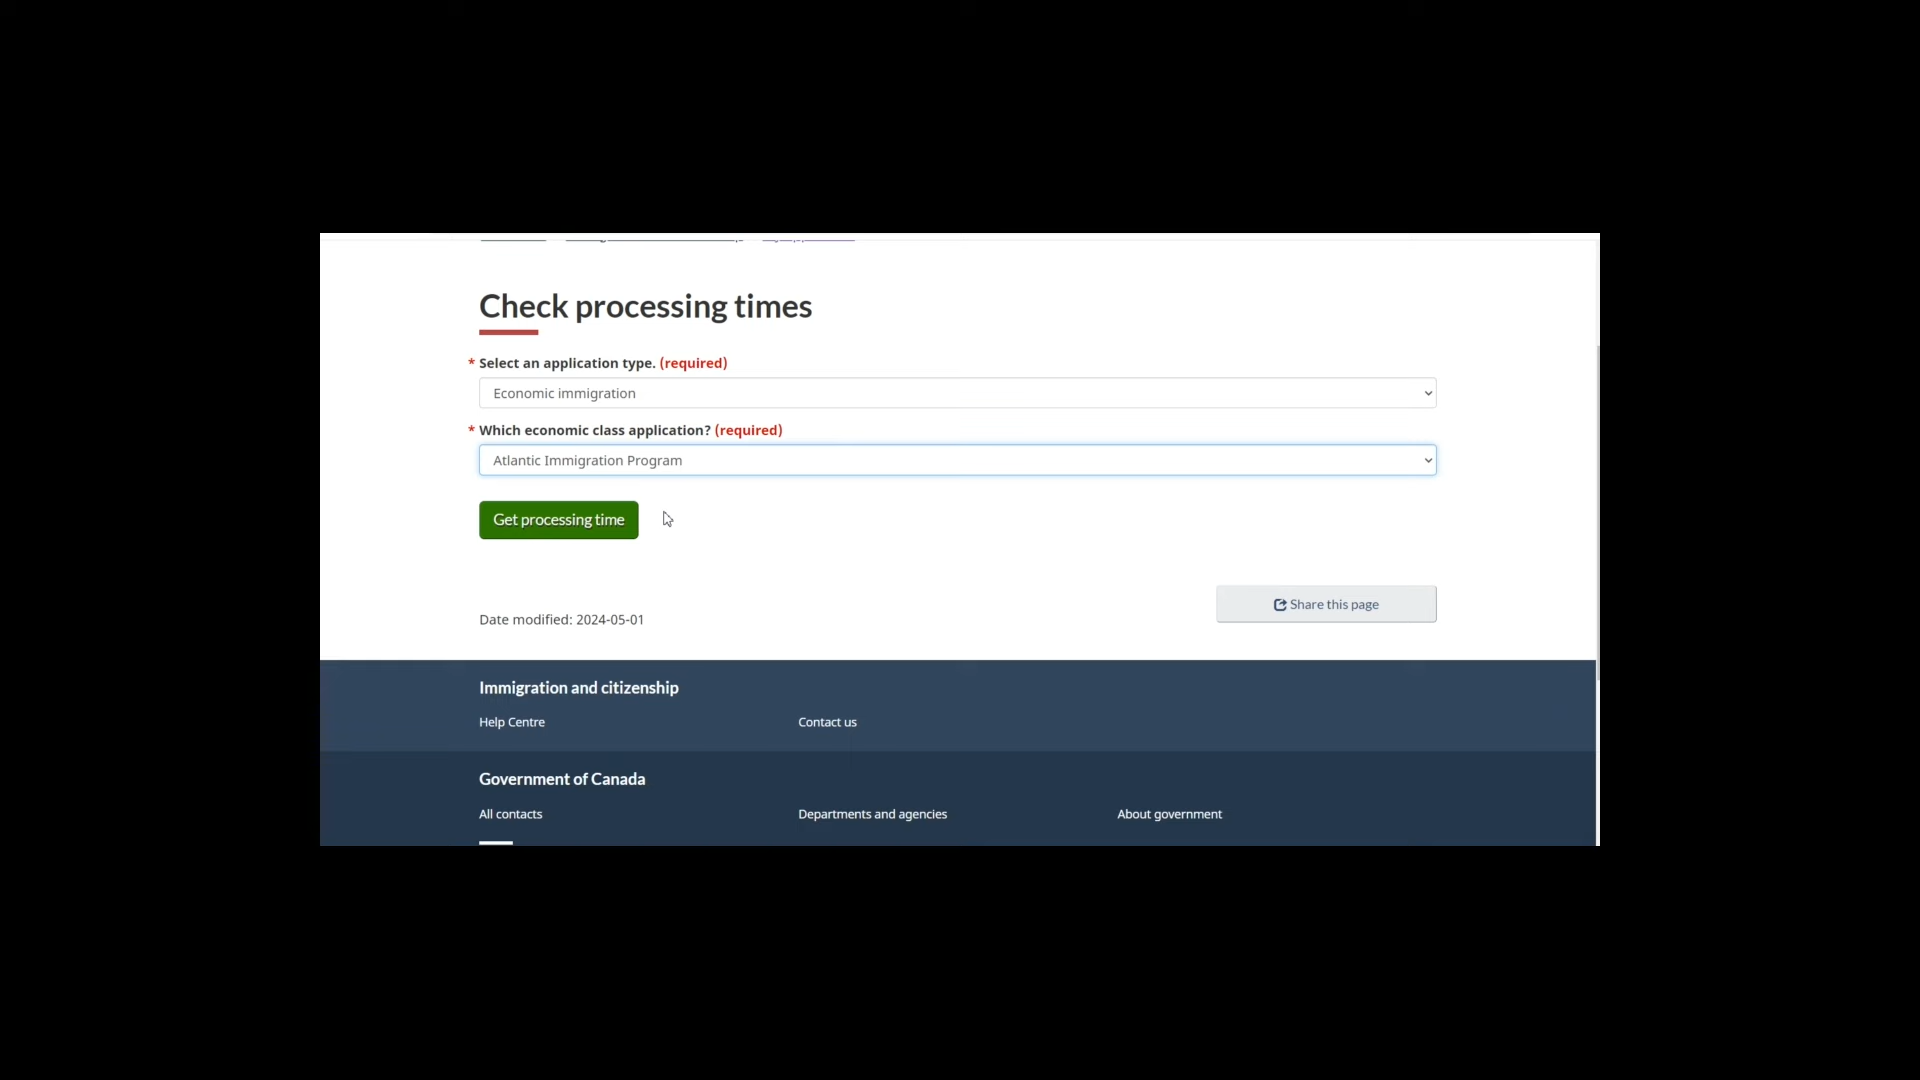 Check processing times
* Select an application type. (required)
Economic immigration
* Which economic class application? (required)
Atlantic Immigration Program
Get processing time
Share this page
Date modified: 2024-05-01
Immigration and citizenship
Help Centre
Contact us
Government of Canada
All contacts
Departments and agencies
About government